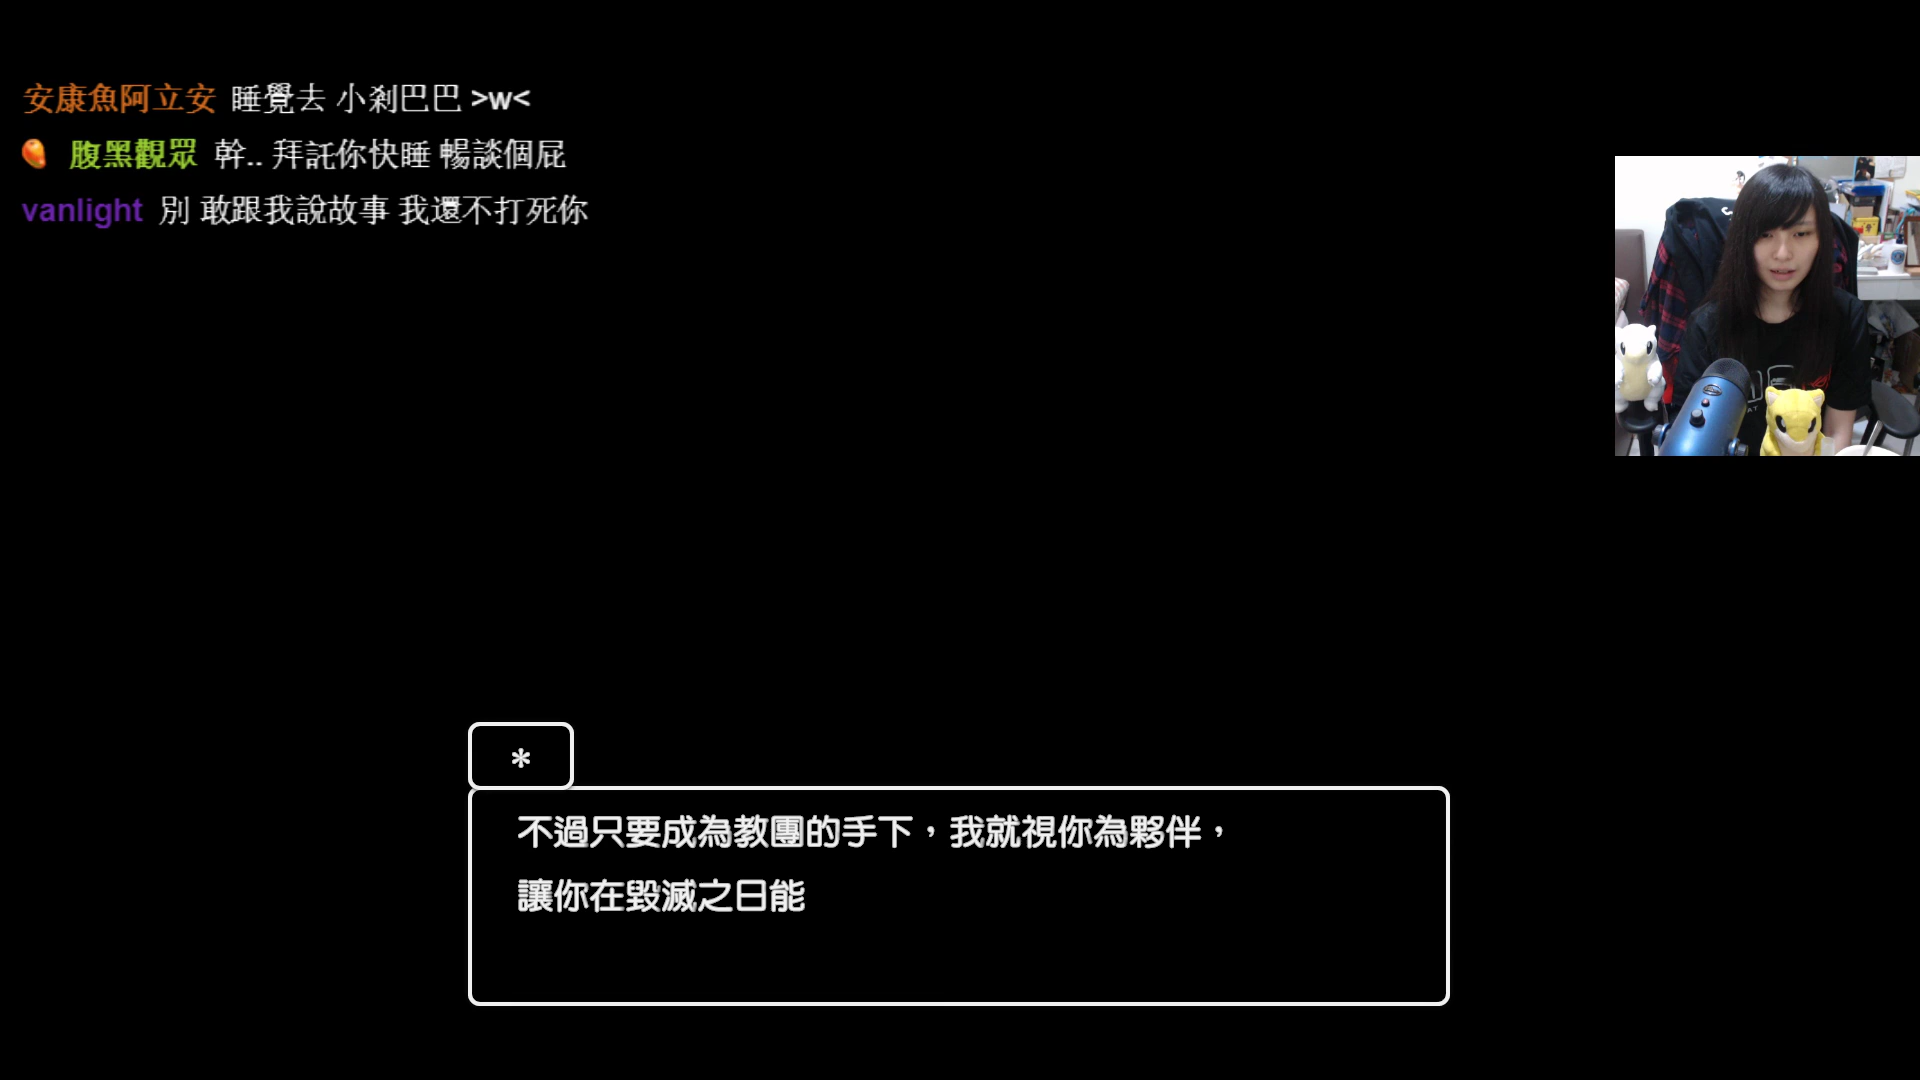 安康魚阿立安 睡覺去 小剎巴巴 >w<
腹黑觀眾 幹.. 拜託你快睡 暢談個屁
vanlight 別 敢跟我說故事 我還不打死你
*
不過只要成為教團的手下，我就視你為夥伴，
讓你在毀滅之日能